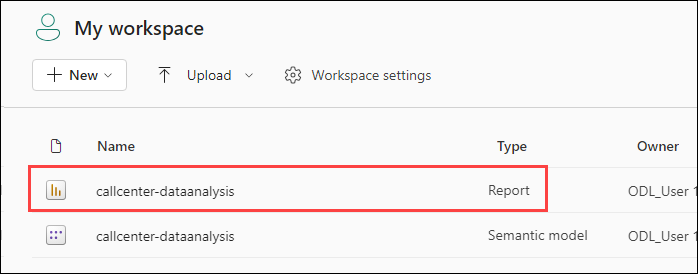 My workspace
New Upload Workspace settings
Name Type Owner
callcenter-dataanalysis Report ODL_User 1
callcenter-dataanalysis Semantic model ODL_User 1